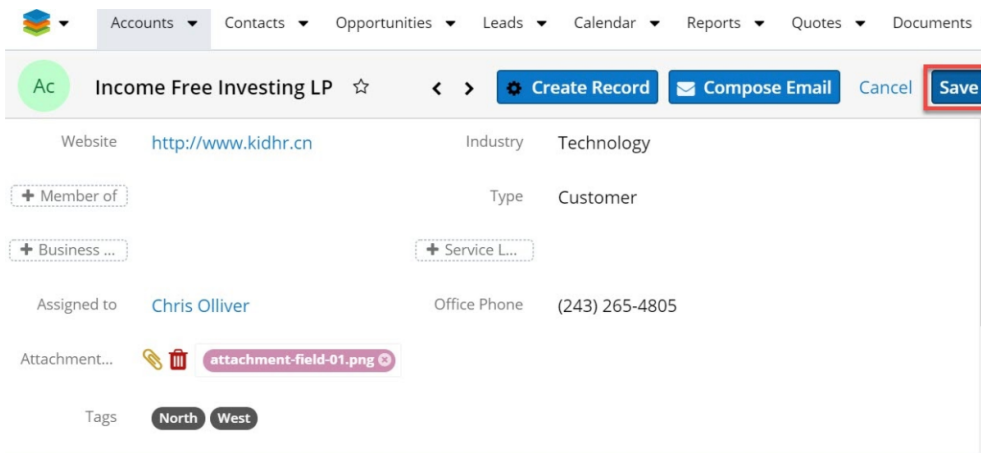 Accounts Contacts Opportunities Leads Calendar Reports Quotes Documents
Ac Income Free Investing LP Create Record Compose Email Cancel Save
Website http://www.kidhr.cn Industry Technology
+ Member of Type Customer
+ Business ... + Service L...
Assigned to Chris Olliver Office Phone (243) 265-4805
Attachment... attachment-field-01.png
Tags North West